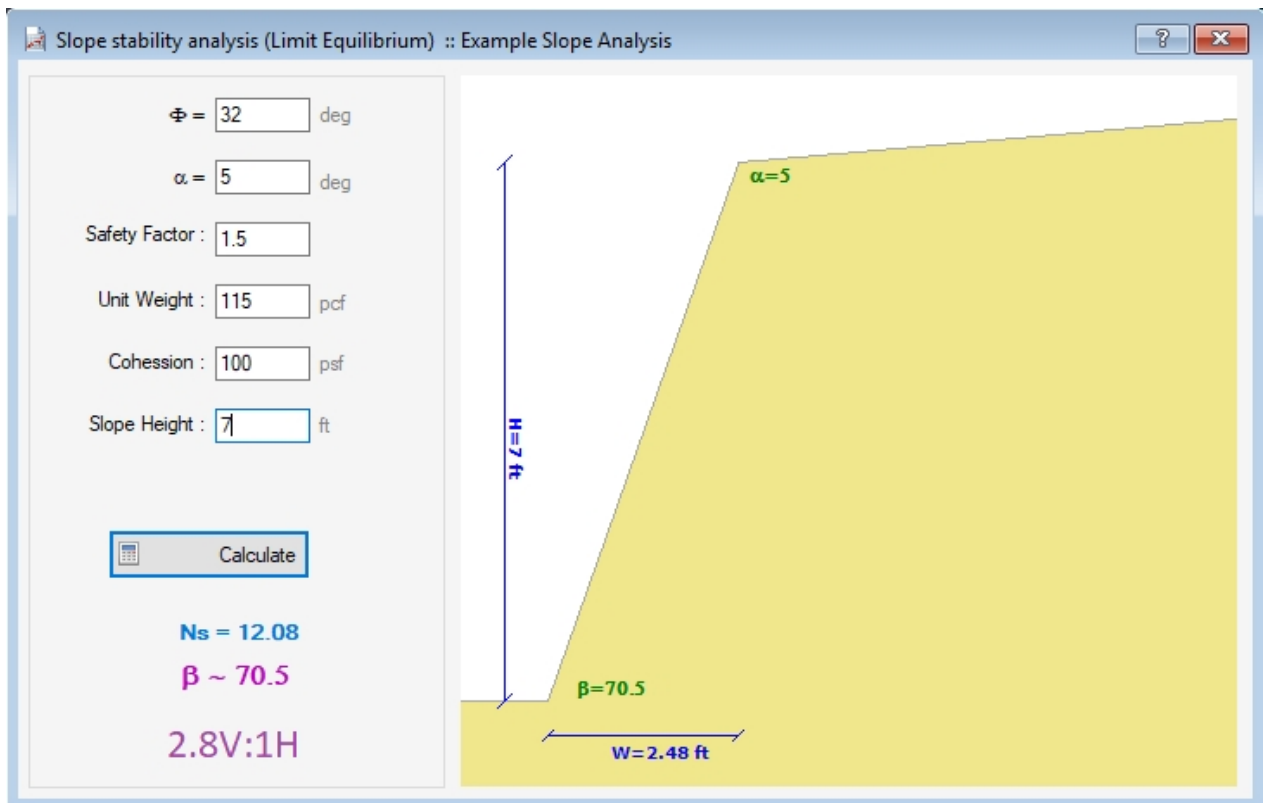 Slope stability analysis (Limit Equilibrium) :: Example Slope Analysis
?
Φ = 32 deg
α = 5 deg
Safety Factor : 1.5
Unit Weight : 115 pcf
Cohession : 100 psf
Slope Height : 7 ft
Calculate
Ns = 12.08
β ~ 70.5
2.8V:1H
α=5
H=7 ft
β=70.5
W=2.48 ft